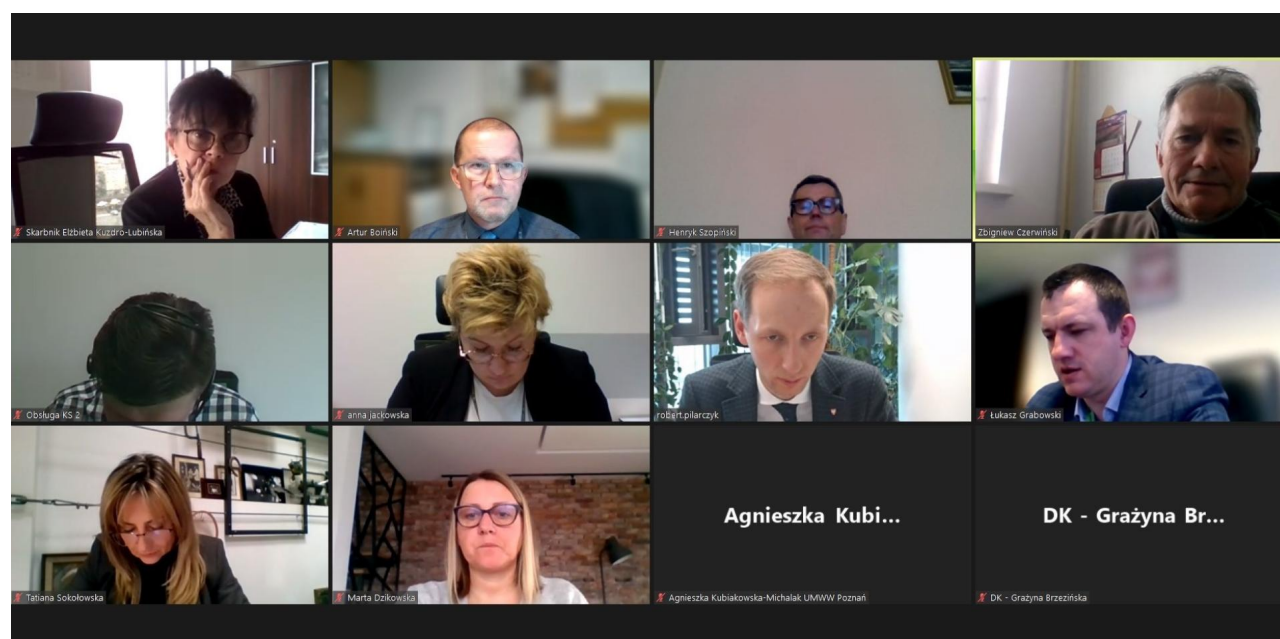 Skarbnik Elżbieta Kuzdro-Lubińska
Artur Boiński
Henryk Szopiński
Zbigniew Czerwiński
Obsługa KS 2
anna jackowska
robert.pilarczyk
Łukasz Grabowski
Tatiana Sokołowska
Marta Dzikowska
Agnieszka Kubi...
Agnieszka Kubiakowska-Michalak UMWW Poznań
DK - Grażyna Br...
DK - Grażyna Brzezińska